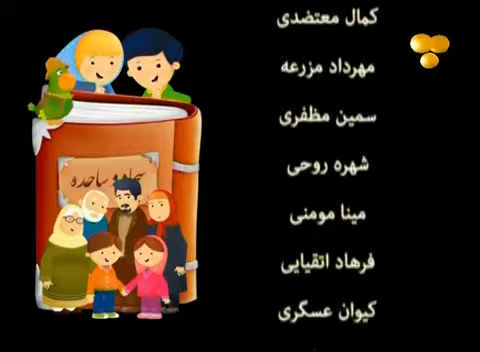 کمال معتضدی
مهرداد مزرعه
سمین مظفری
شهره روحی
مینا مومنی
فرهاد اتقیایی
کیوان عسگری